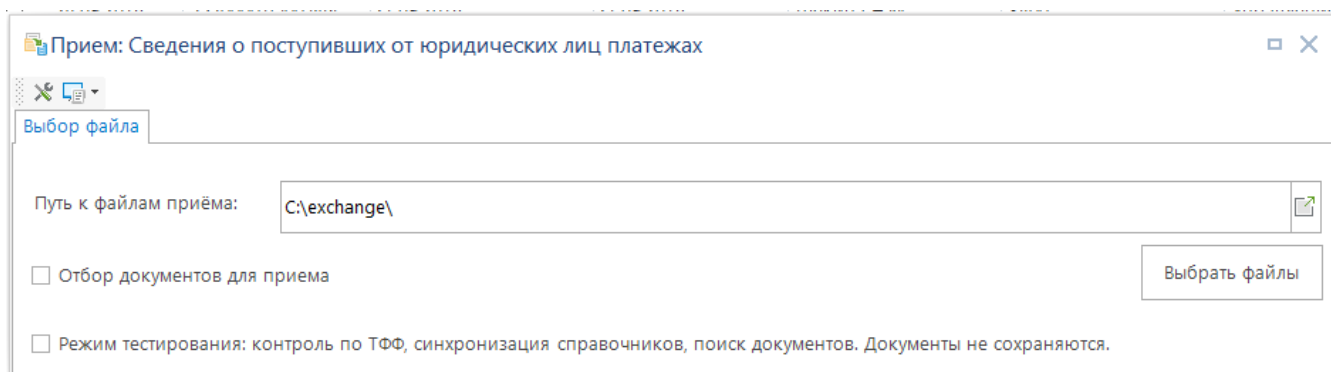 Прием: Сведения о поступивших от юридических лиц платежах
Выбор файла
Путь к файлам приёма:
C:\exchange\
Отбор документов для приема
Выбрать файлы
Режим тестирования: контроль по ТФФ, синхронизация справочников, поиск документов. Документы не сохраняются.